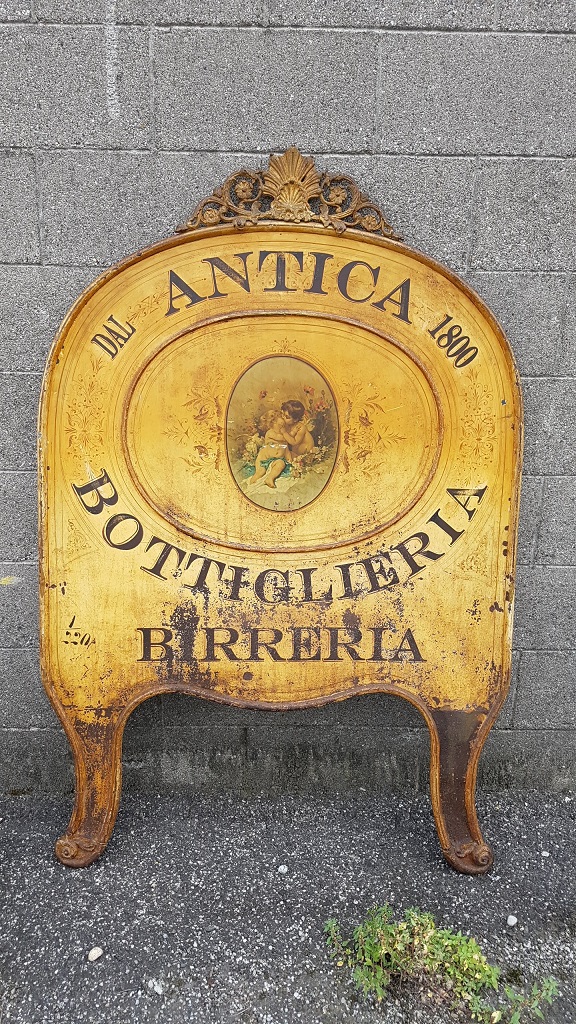 ANTICA
DAL 1800
BOTTIGLIERIA
BIRRERIA